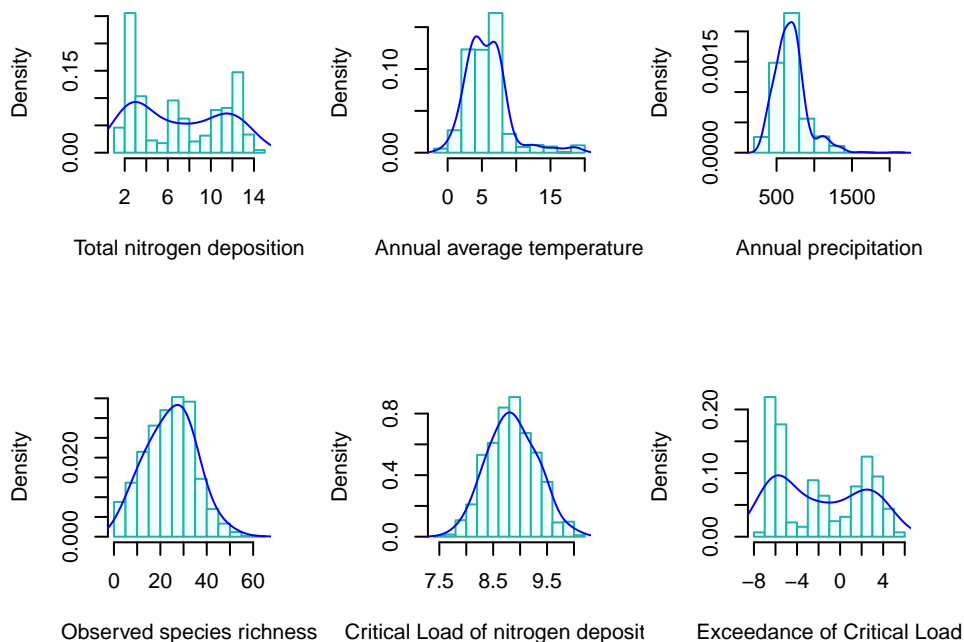 Density
0.00 0.15
2 6 10 14
Total nitrogen deposition
Density
0.00 0.10
0 5 15
Annual average temperature
Density
0.0000 0.0015
500 1500
Annual precipitation
Density
0.000 0.020
0 20 40 60
Observed species richness
Density
0.0 0.4 0.8
7.5 8.5 9.5
Critical Load of nitrogen deposit
Density
0.00 0.10 0.20
−8 −4 0 4
Exceedance of Critical Load